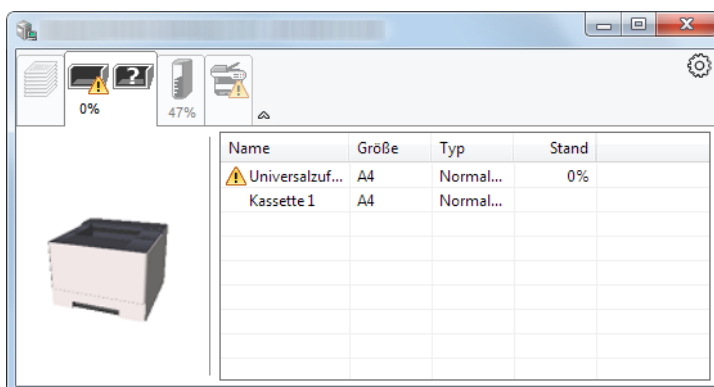 ?
0%
47%
Name Größe Typ Stand
Universalzuf... A4 Normal... 0%
Kassette 1 A4 Normal...